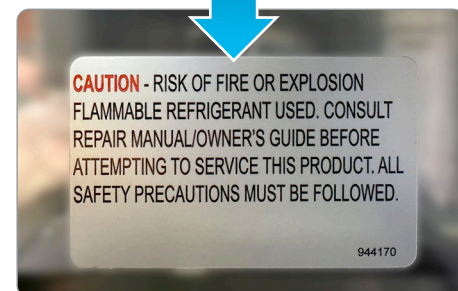 CAUTION - RISK OF FIRE OR EXPLOSION
FLAMMABLE REFRIGERANT USED. CONSULT
REPAIR MANUAL/OWNER'S GUIDE BEFORE
ATTEMPTING TO SERVICE THIS PRODUCT. ALL
SAFETY PRECAUTIONS MUST BE FOLLOWED.
944170